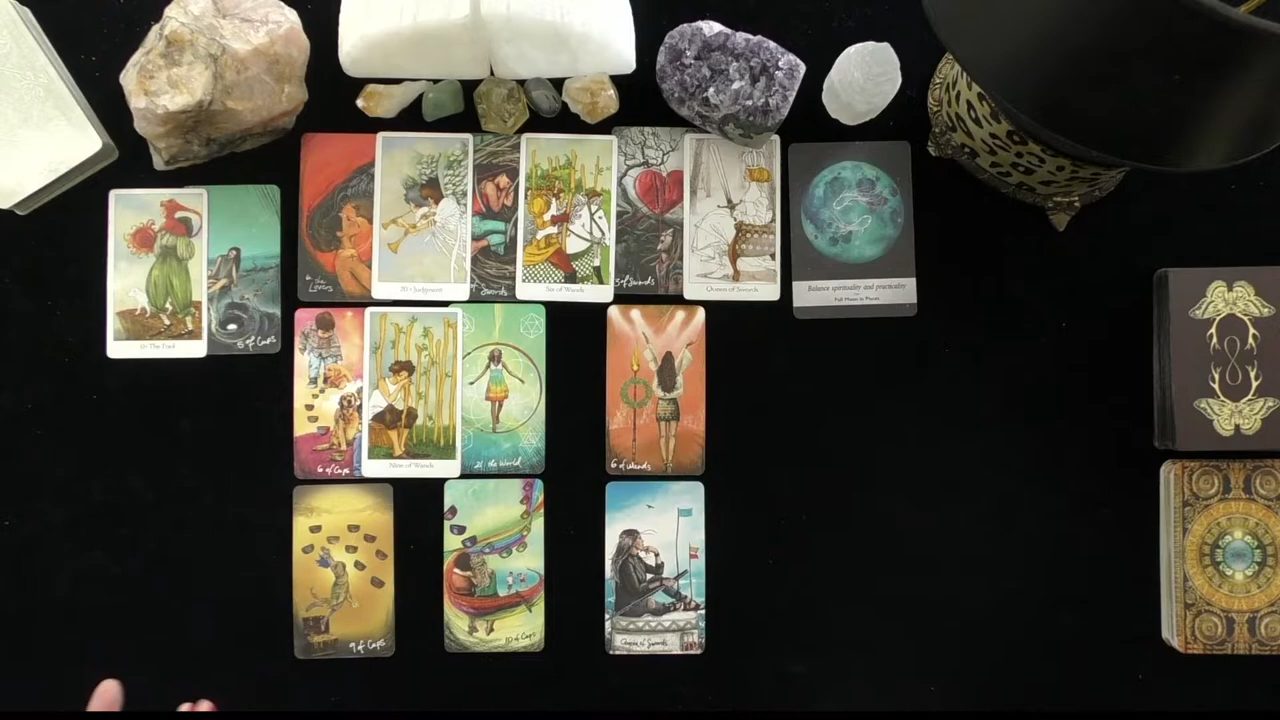 0 • The Fool
5 of Cups
the
Lovers
20 • Judgment
of Swords
Six of Wands
3 of Swords
Queen of Swords
Balance spirituality and practicality
Full Moon in Pisces
6 of Cups
Nine of Wands
21 the World
6 of Wands
9 of Cups
10 of Cups
Queen of Swords